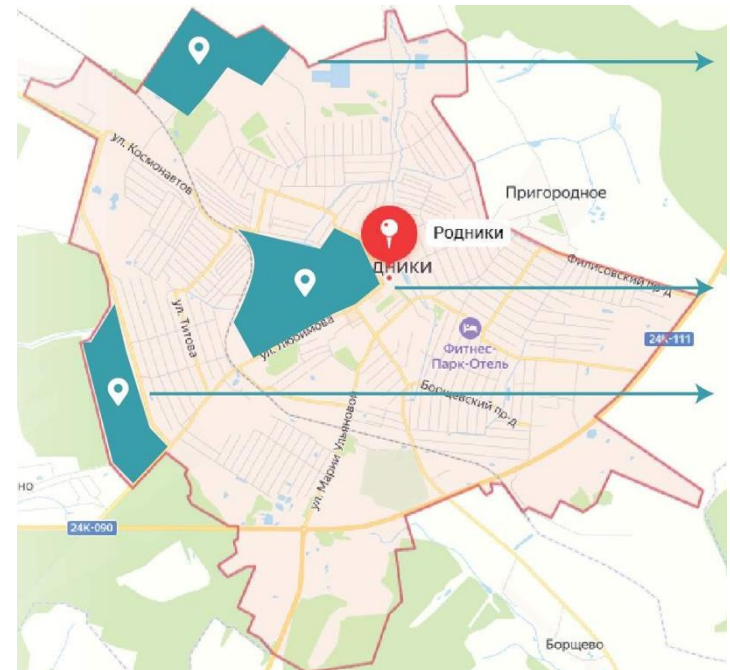 ул. Космонавтов
Пригородное
Родники
дники
Филисовский пр-д
ул. Титова
ул. Любимова
24К-111
Фитнес-
Парк-Отель
Борщевский пр-д
ул. Марии Ульяновой
но
24К-090
Борщево